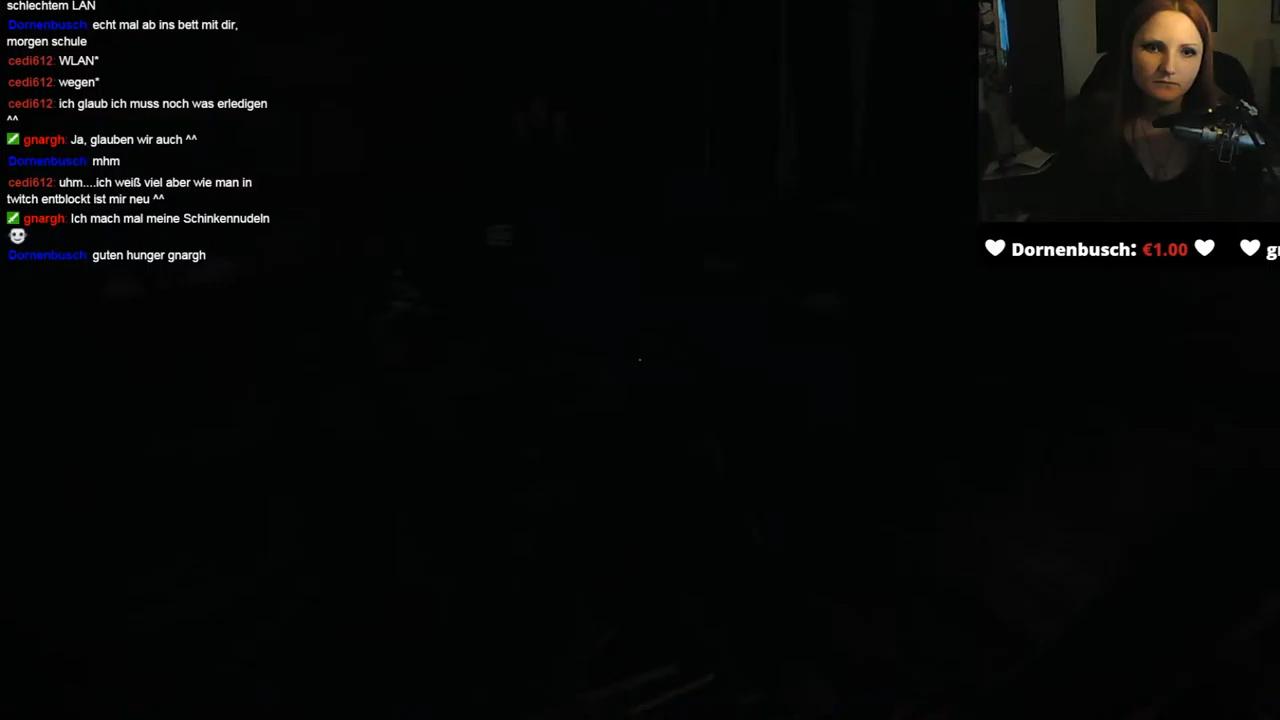 schlechtem LAN
Dornenbusch: echt mal ab ins bett mit dir,
morgen schule
cedi612: WLAN*
cedi612: wegen*
cedi612: ich glaub ich muss noch was erledigen
^^
gnargh: Ja, glauben wir auch ^^
Dornenbusch: mhm
cedi612: uhm....ich weiß viel aber wie man in
twitch entblockt ist mir neu ^^
gnargh: Ich mach mal meine Schinkennudeln
Dornenbusch: guten hunger gnargh
Dornenbusch: €1.00
g